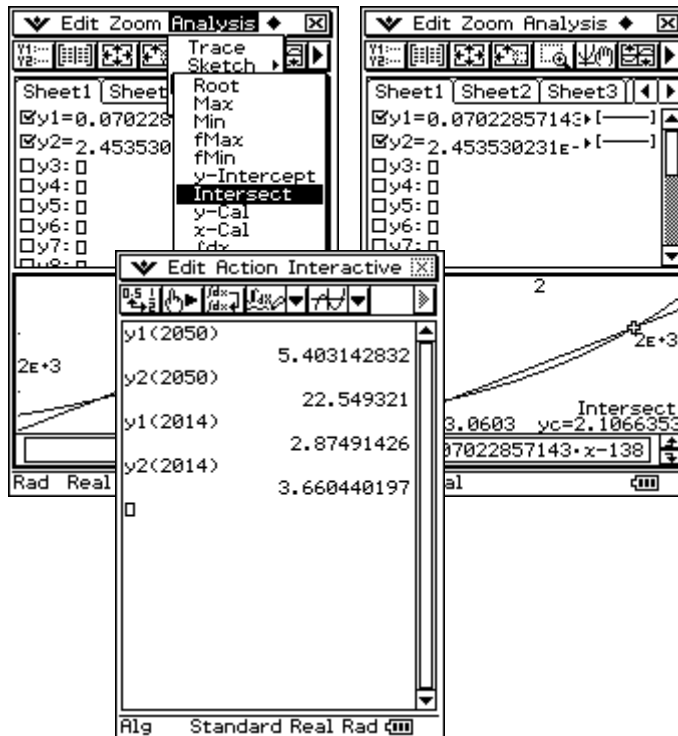 Edit Zoom Analysis
Trace
Sketch
Root
Max
Min
fMax
fMin
y-Intercept
Intersect
y-Cal
x-Cal
∫dx
Sheet1 Sheet
y1=0.070228
y2=2.453530
y3:
y4:
y5:
y6:
y7:
2E+3
Rad Real
Edit Zoom Analysis
Sheet1 Sheet2 Sheet3
y1=0.07022857143
y2=2.453530231E-
y3:
y4:
y5:
y6:
y7:
2
2E+3
Intersect
3.0603 yc=2.1066353
07022857143·x-138
al
Edit Action Interactive
y1(2050)
5.403142832
y2(2050)
22.549321
y1(2014)
2.87491426
y2(2014)
3.660440197
Alg Standard Real Rad